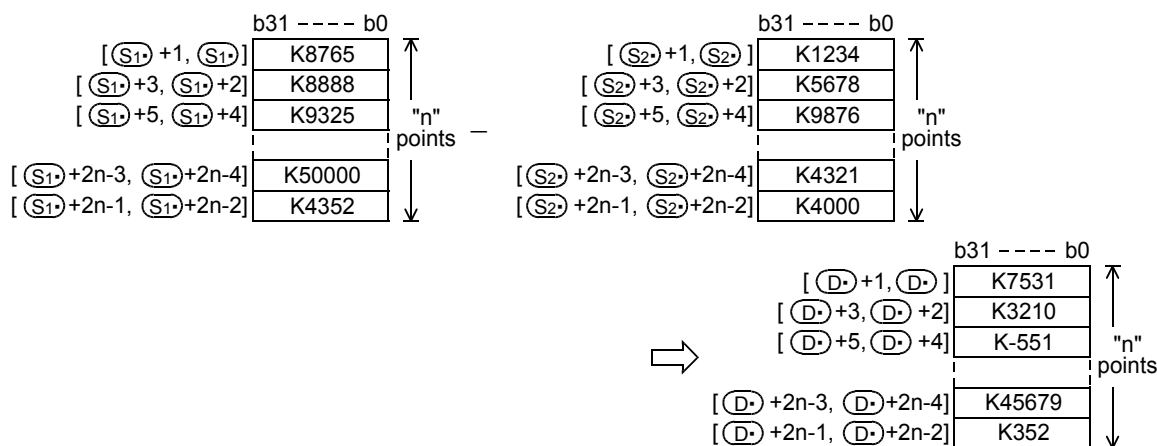 b31 ---- b0
[ S1• +1, S1• ] K8765
[ S1• +3, S1• +2] K8888
[ S1• +5, S1• +4] K9325
"n" points
[ S1• +2n-3, S1• +2n-4] K50000
[ S1• +2n-1, S1• +2n-2] K4352
−
b31 ---- b0
[ S2• +1, S2• ] K1234
[ S2• +3, S2• +2] K5678
[ S2• +5, S2• +4] K9876
"n" points
[ S2• +2n-3, S2• +2n-4] K4321
[ S2• +2n-1, S2• +2n-2] K4000
b31 ---- b0
[ D• +1, D• ] K7531
[ D• +3, D• +2] K3210
[ D• +5, D• +4] K-551
"n" points
[ D• +2n-3, D• +2n-4] K45679
[ D• +2n-1, D• +2n-2] K352